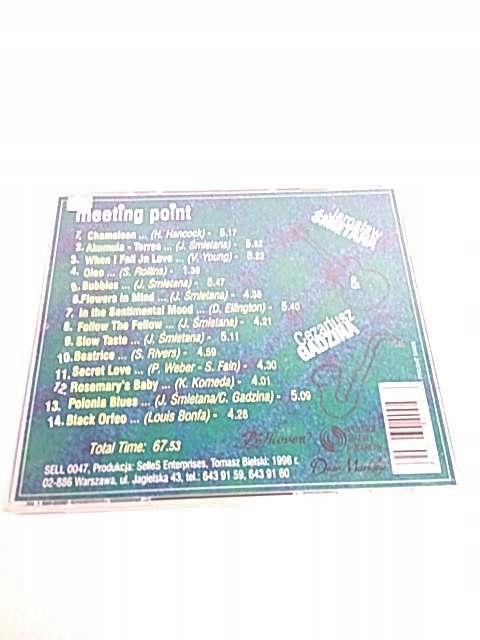 meeting point
1. Chameleon ... (H. Hancock) - 5.17
2. Akumula - Torres ... (J. Śmietana) - 5.52
3. When I Fall Jn Love ... (V. Young) - 5.22
4. Oleo ... (S. Rollins) - 1.38
5. Bubbles ... (J. Śmietana) - 5.47
6.Flowers in Mind ... (J. Śmietana) - 4.38
7. In the Sentimental Mood ... (D. Ellington) - 5.40
8. Follow The Fellow ... (J. Śmietana) - 4.21
9. Slow Taste ... (J. Śmietana) - 5.11
10. Beatrice ... (S. Rivers) - 4.59
11. Secret Love ... (P. Weber - S. Fain) - 4.30
12 Rosemary's Baby ... (K. Komeda) - 4.01
13. Polonia Blues ... (J. Śmietana/C. Gadzina) - 5.09
14. Black Orfeo ... (Louis Bonfa) - 4.28
Total Time: 67.53
SELL 0047, Produkcja: SelleS Enterprises, Tomasz Bielski; 1998 r.
02-886 Warszawa, ul. Jagielska 43, tel.: 643 91 59, 643 91 60
Jarosław
ŚMIETANA
&
Cezariusz
GADZINA